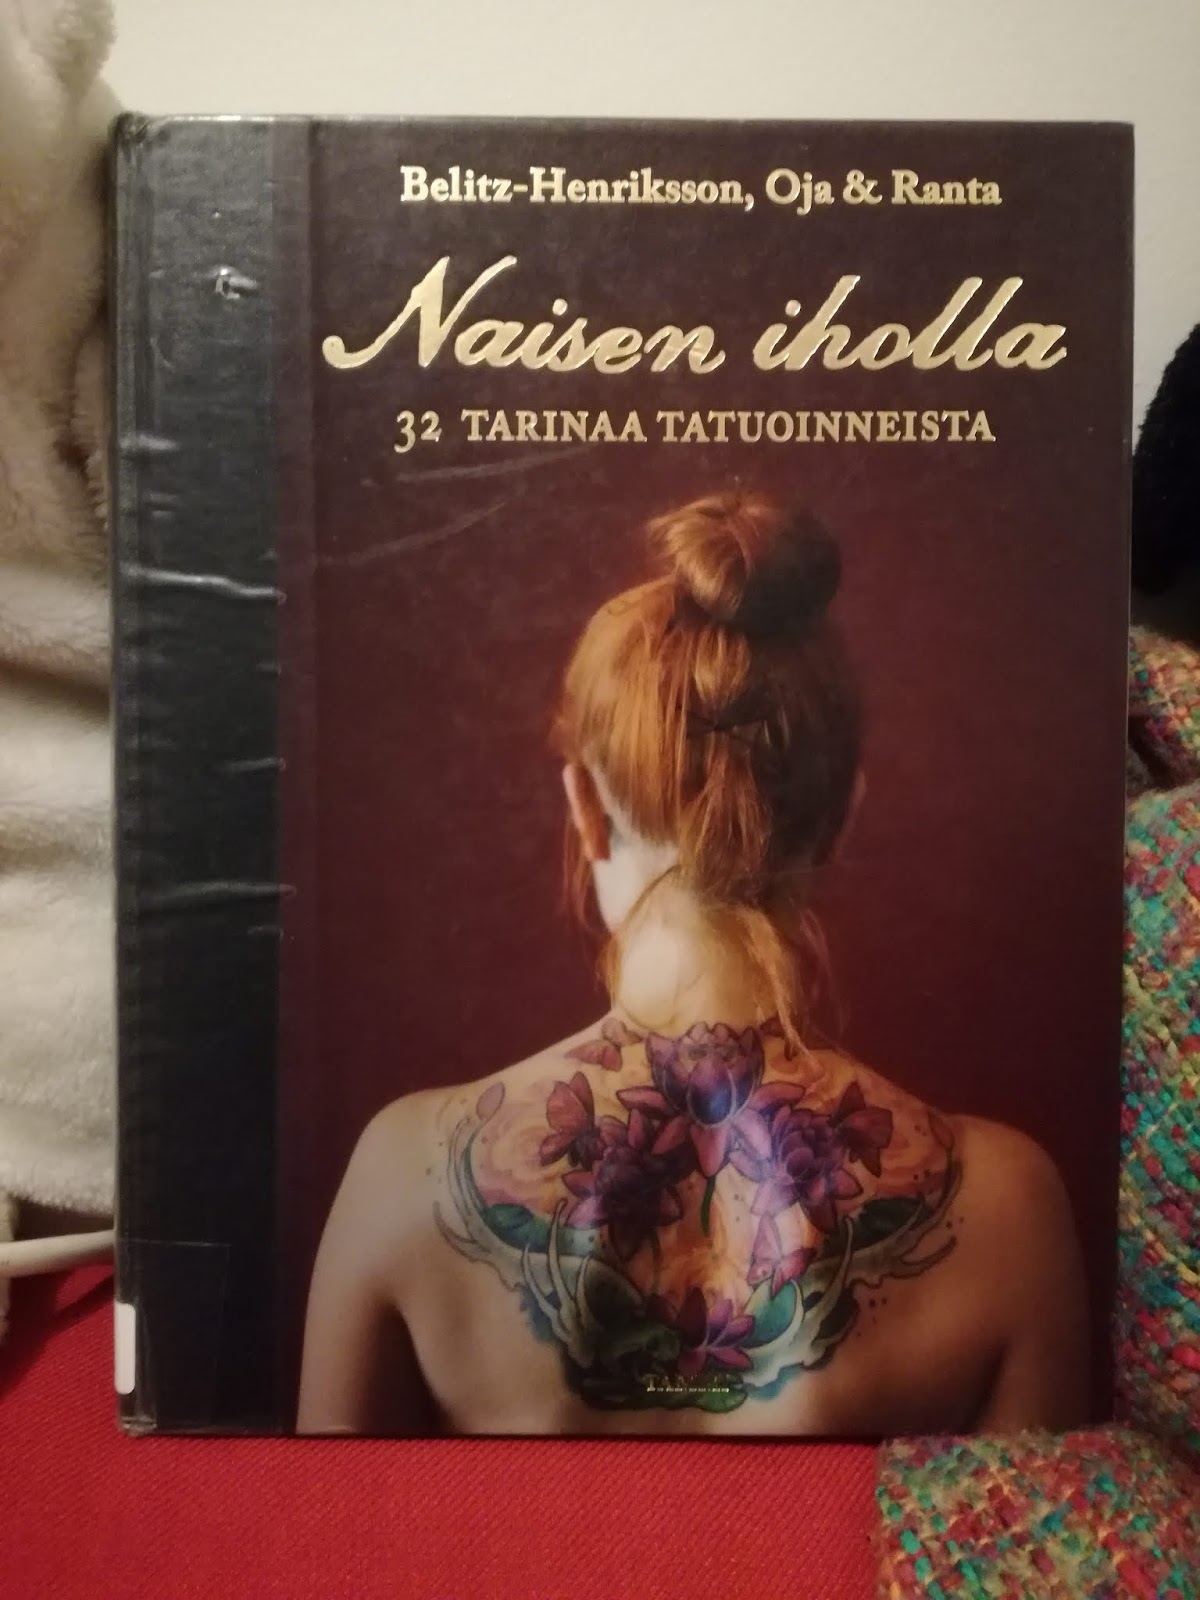 Belitz-Henriksson, Oja & Ranta
Naisen iholla
32 TARINAA TATUOINNEISTA